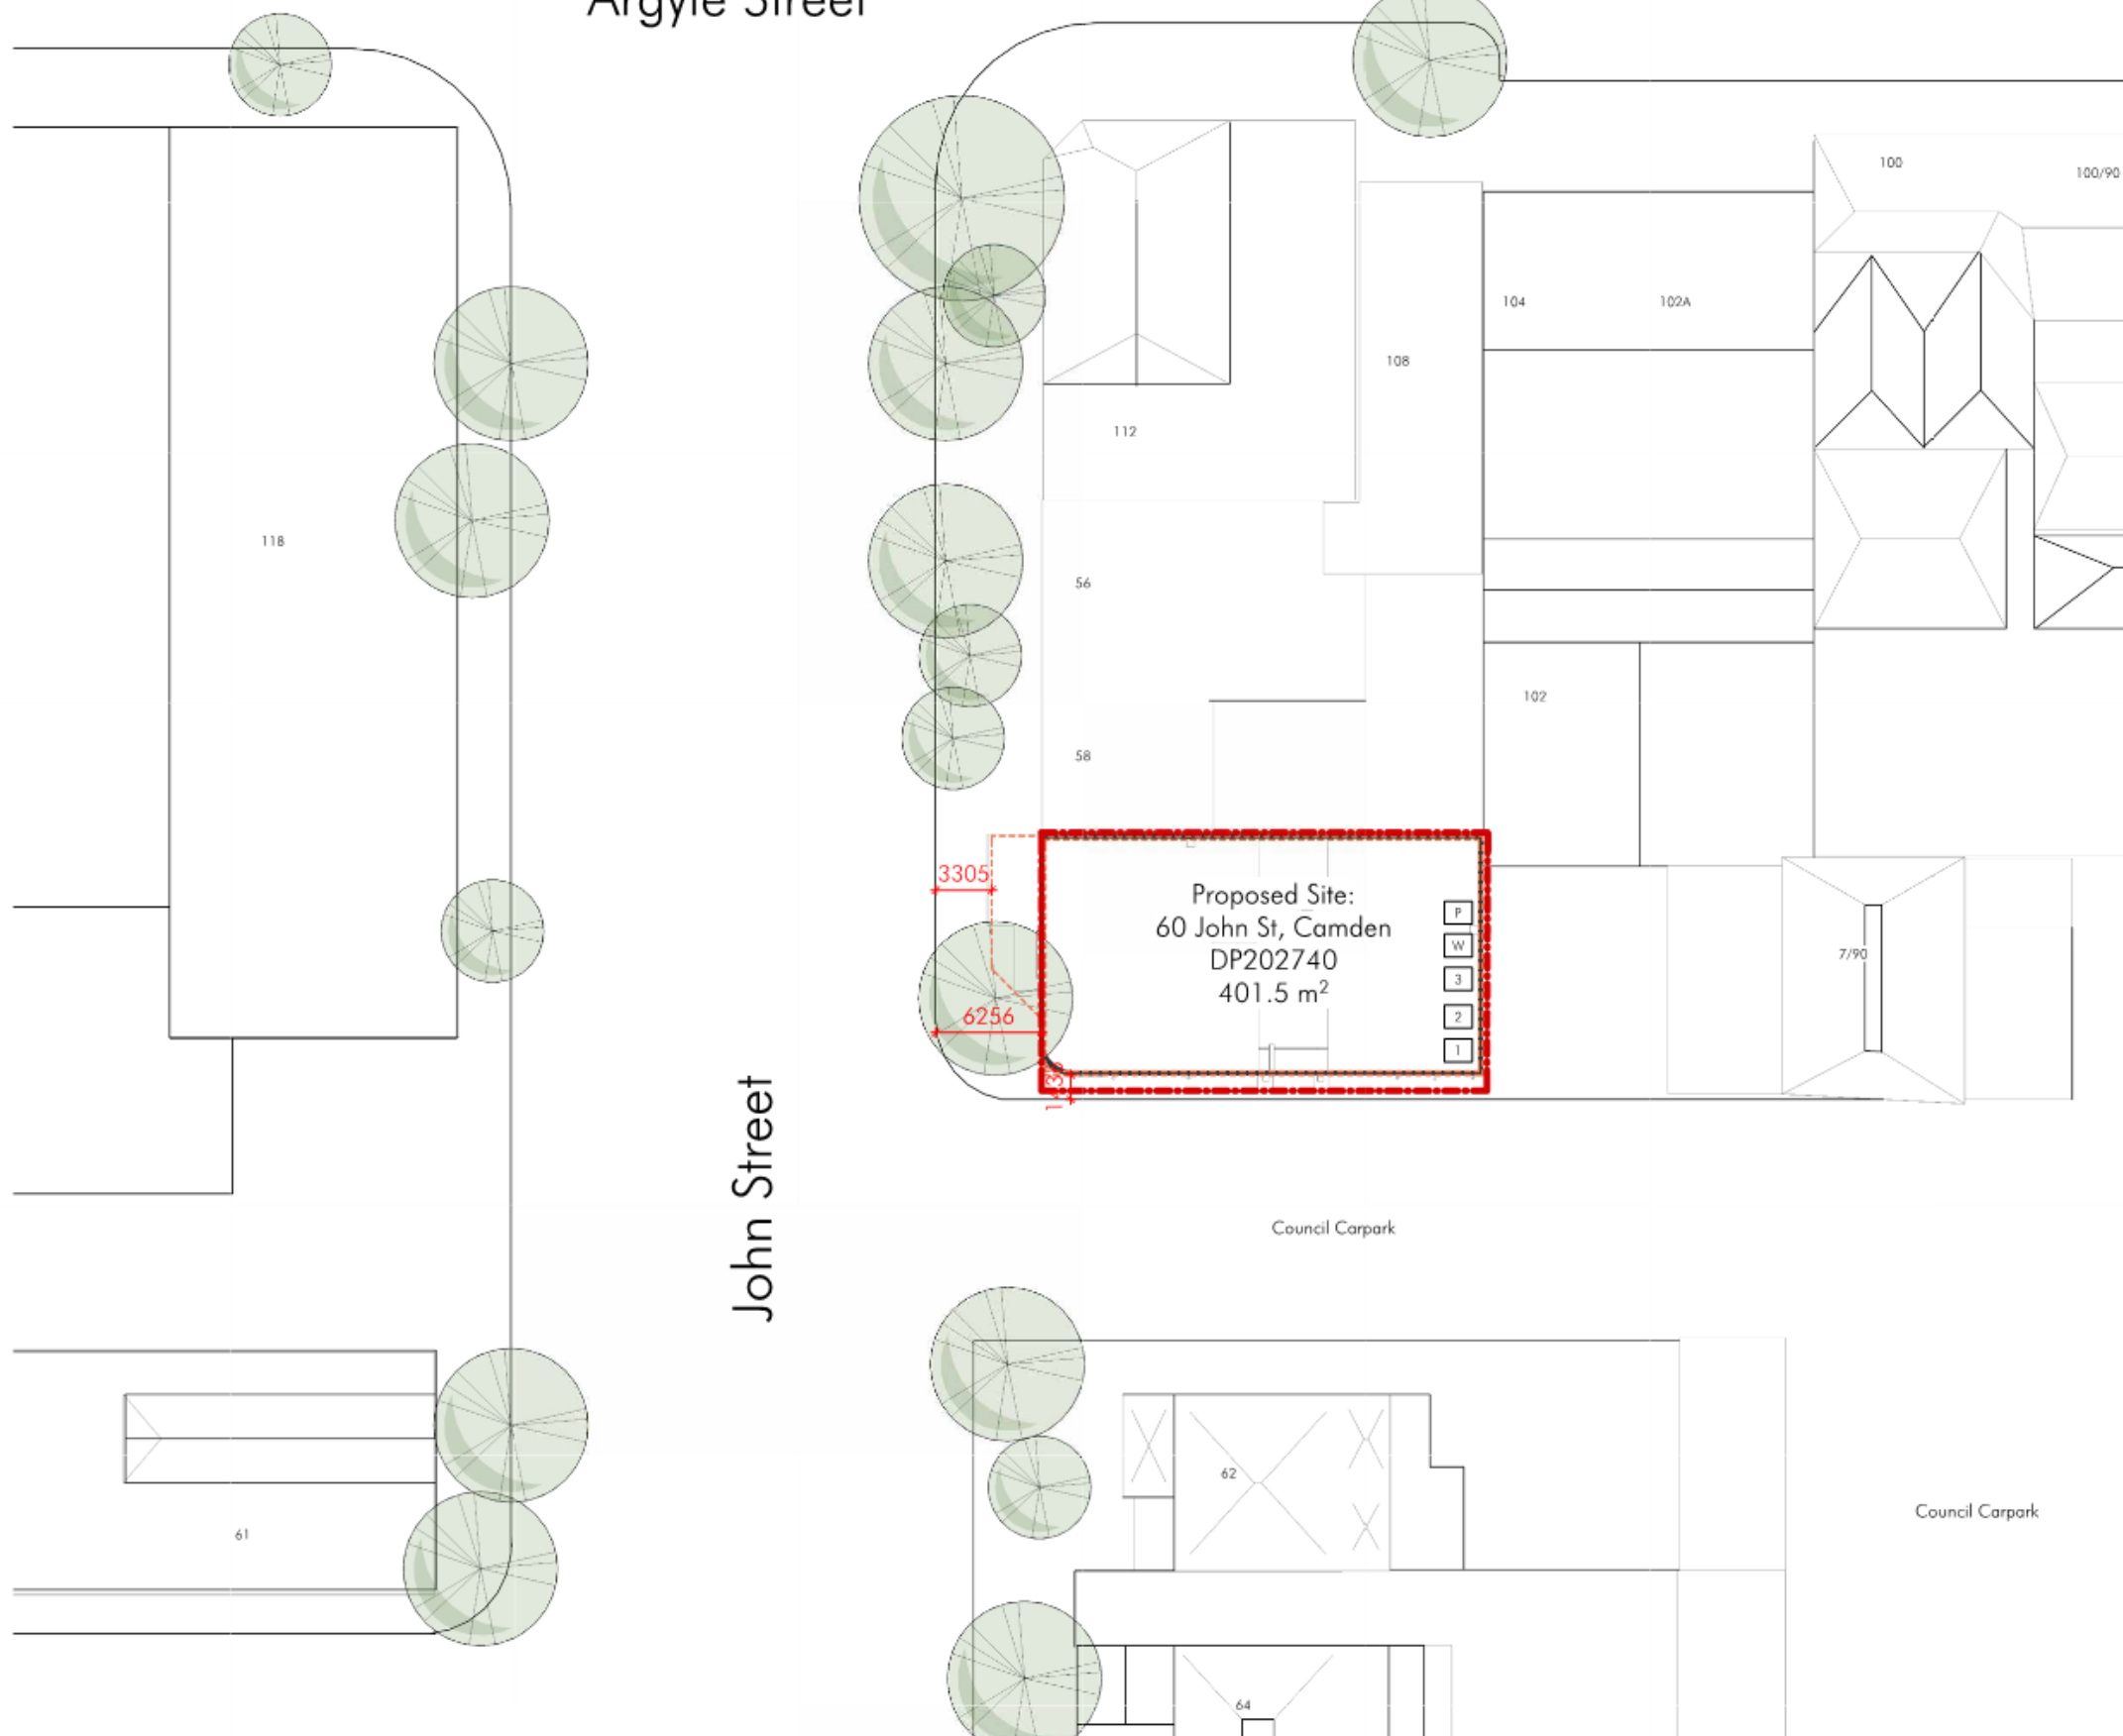 Argyle Street
100
100/90
104
102A
108
112
118
56
102
58
3305
Proposed Site:
60 John St, Camden
DP202740
401.5 m²
P
W
3
2
1
7/90
6256
John Street
Council Carpark
62
Council Carpark
61
64